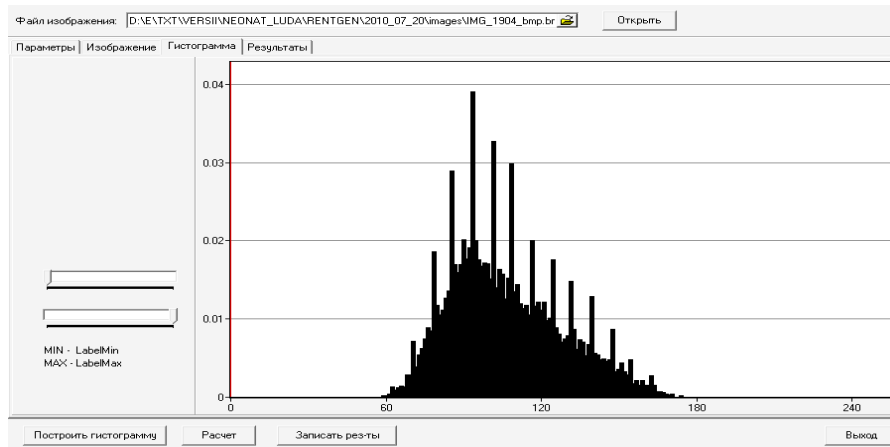 Файл изображения: D:\E\TXT\VERSII\NEONAT_LUDA\RENTGEN\2010_07_20\images\IMG_1904_bmp.br Открыть
Параметры Изображение Гистограмма Результаты
0.04
0.03
0.02
0.01
0
0 60 120 180 240
MIN - LabelMin
MAX - LabelMax
Построить гистограмму Расчет Записать рез-ты Выход